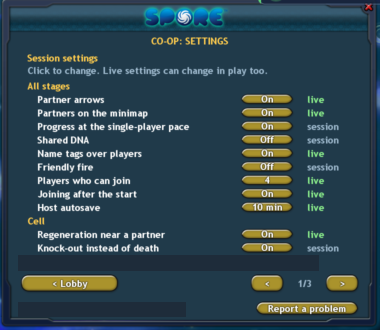 SPORE
CO-OP: SETTINGS
Session settings
Click to change. Live settings can change in play too.
All stages
Partner arrows On live
Partners on the minimap On live
Progress at the single-player pace On session
Shared DNA Off session
Name tags over players On live
Friendly fire Off session
Players who can join 4 live
Joining after the start On live
Host autosave 10 min live
Cell
Regeneration near a partner On live
Knock-out instead of death On session
< Lobby < 1/3 >
Report a problem